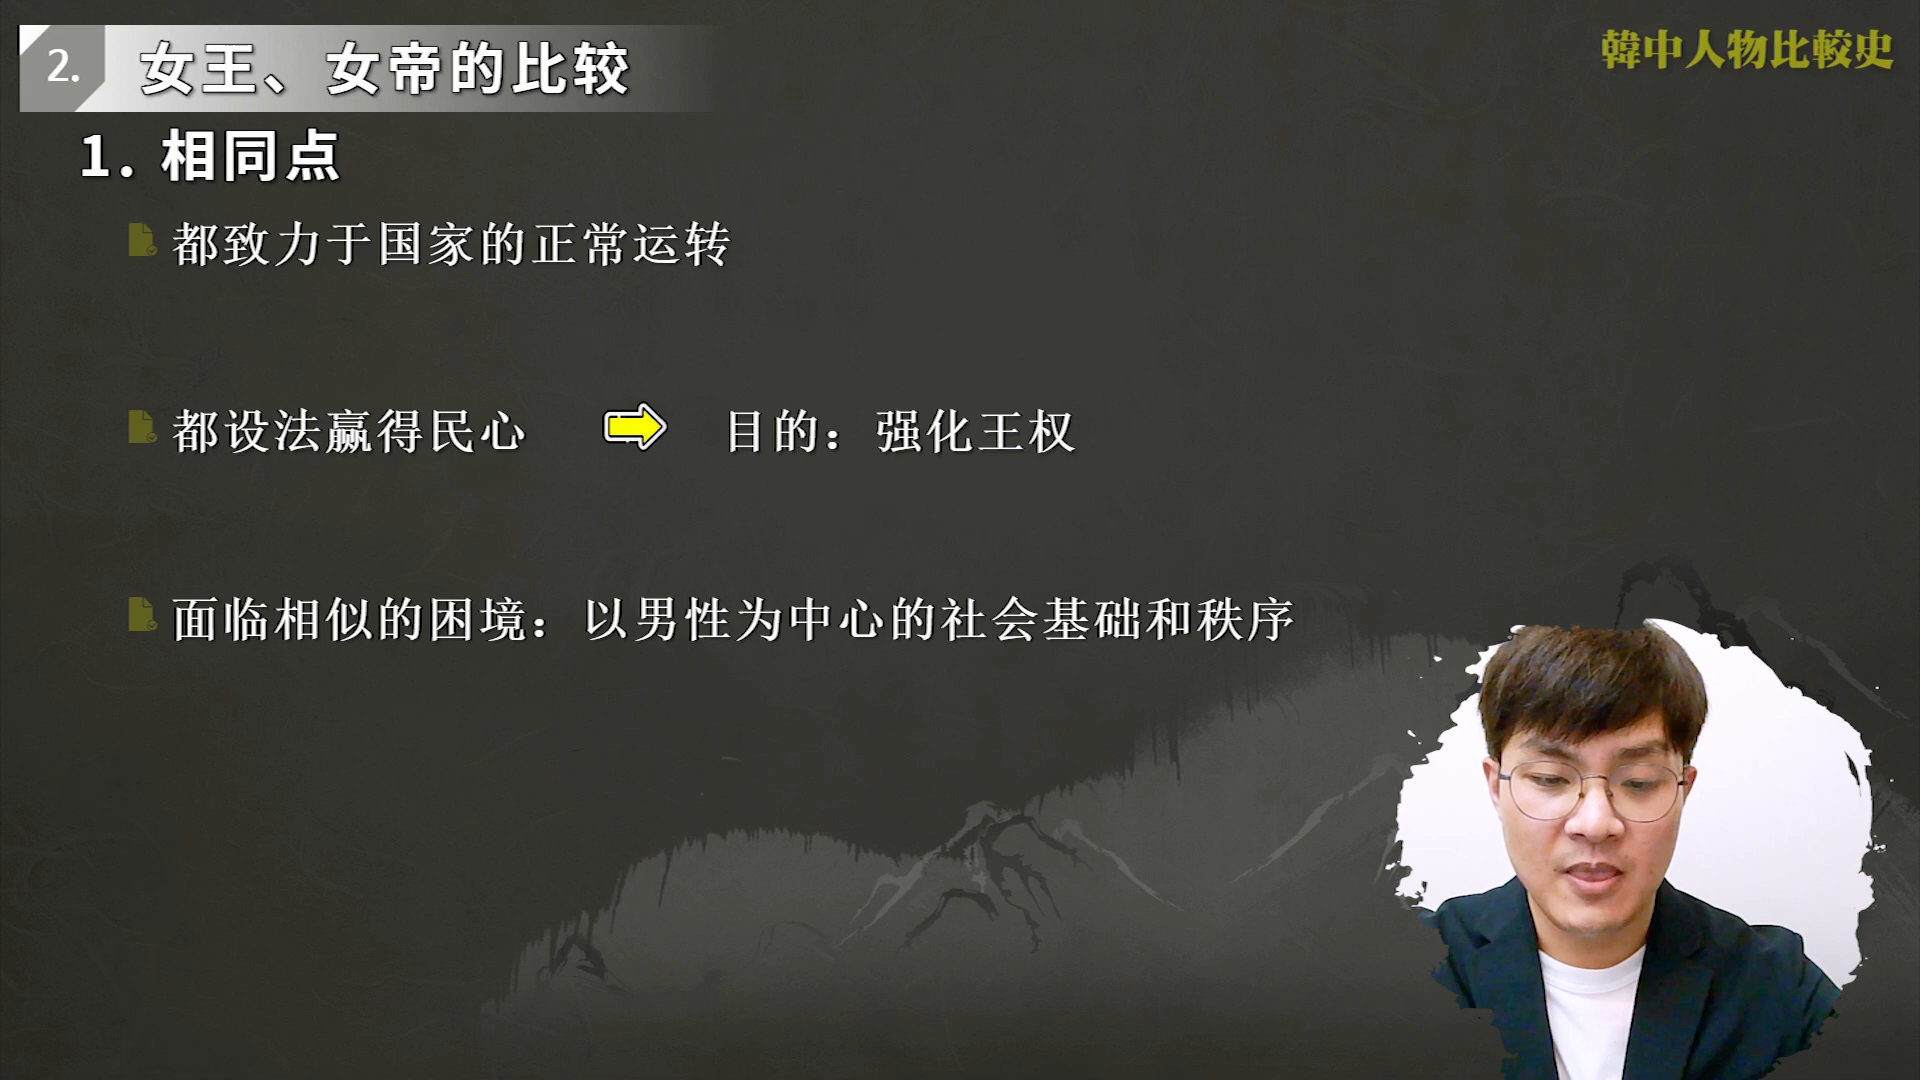 2. 女王、女帝的比较
韓中人物比較史
1. 相同点
都致力于国家的正常运转
都设法赢得民心 目的：强化王权
面临相似的困境：以男性为中心的社会基础和秩序